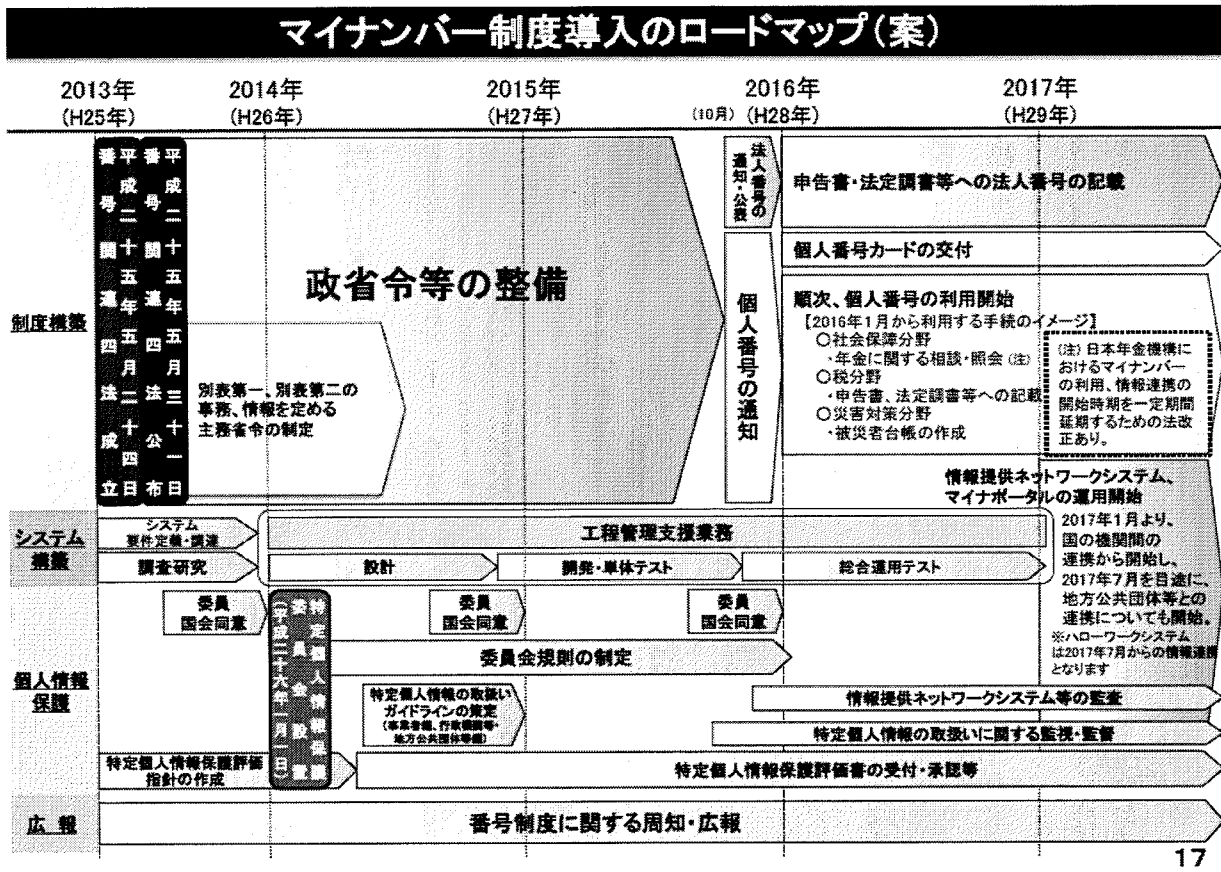 マイナンバー制度導入のロードマップ(案)
2013年
(H25年)
2014年
(H26年)
2015年
(H27年)
(10月)
2016年
(H28年)
2017年
(H29年)
制度構築
平成二十五年五月二十四日
番号関連四法成立
平成二十五年五月三十一日
番号関連四法公布
政省令等の整備
別表第一、別表第二の
事務、情報を定める
主務省令の制定
法人番号の
通知・公表
個人番号の通知
申告書・法定調書等への法人番号の記載
個人番号カードの交付
順次、個人番号の利用開始
【2016年1月から利用する手続のイメージ】
○社会保障分野
・年金に関する相談・照会(注)
○税分野
・申告書、法定調書等への記載
○災害対策分野
・被災者台帳の作成
(注)日本年金機構に
おけるマイナンバー
の利用、情報連携の
開始時期を一定期間
延期するための法改
正あり。
情報提供ネットワークシステム、
マイナポータルの運用開始
2017年1月より、
国の機関間の
連携から開始し、
2017年7月を目途に、
地方公共団体等との
連携についても開始。
※ハローワークシステム
は2017年7月からの情報連携
となります
システム
構築
システム
要件定義・調達
調査研究
工程管理支援業務
設計
開発・単体テスト
総合運用テスト
個人情報
保護
委員
国会同意
特定個人情報保護
委員会設置
(平成二十六年一月一日)
委員
国会同意
委員
国会同意
委員会規則の制定
特定個人情報の取扱い
ガイドラインの策定
(事業者編、行政機関等・
地方公共団体等編)
情報提供ネットワークシステム等の監査
特定個人情報の取扱いに関する監視・監督
特定個人情報保護評価
指針の作成
特定個人情報保護評価書の受付・承認等
広報
番号制度に関する周知・広報
17